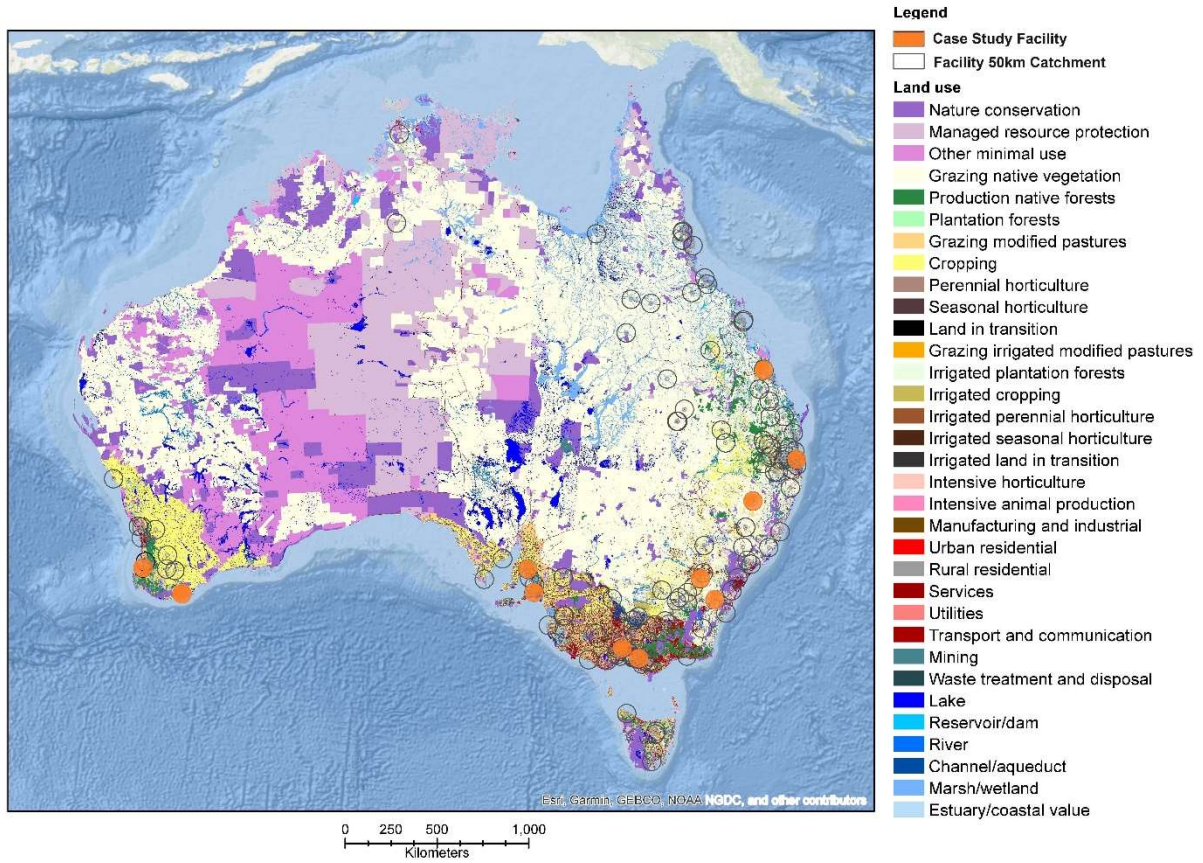 Legend
Case Study Facility
Facility 50km Catchment
Land use
Nature conservation
Managed resource protection
Other minimal use
Grazing native vegetation
Production native forests
Plantation forests
Grazing modified pastures
Cropping
Perennial horticulture
Seasonal horticulture
Land in transition
Grazing irrigated modified pastures
Irrigated plantation forests
Irrigated cropping
Irrigated perennial horticulture
Irrigated seasonal horticulture
Irrigated land in transition
Intensive horticulture
Intensive animal production
Manufacturing and industrial
Urban residential
Rural residential
Services
Utilities
Transport and communication
Mining
Waste treatment and disposal
Lake
Reservoir/dam
River
Channel/aqueduct
Marsh/wetland
Estuary/coastal value
Esri, Garmin, GEBCO, NOAA NGDC, and other contributors
0 250 500 1,000
Kilometers